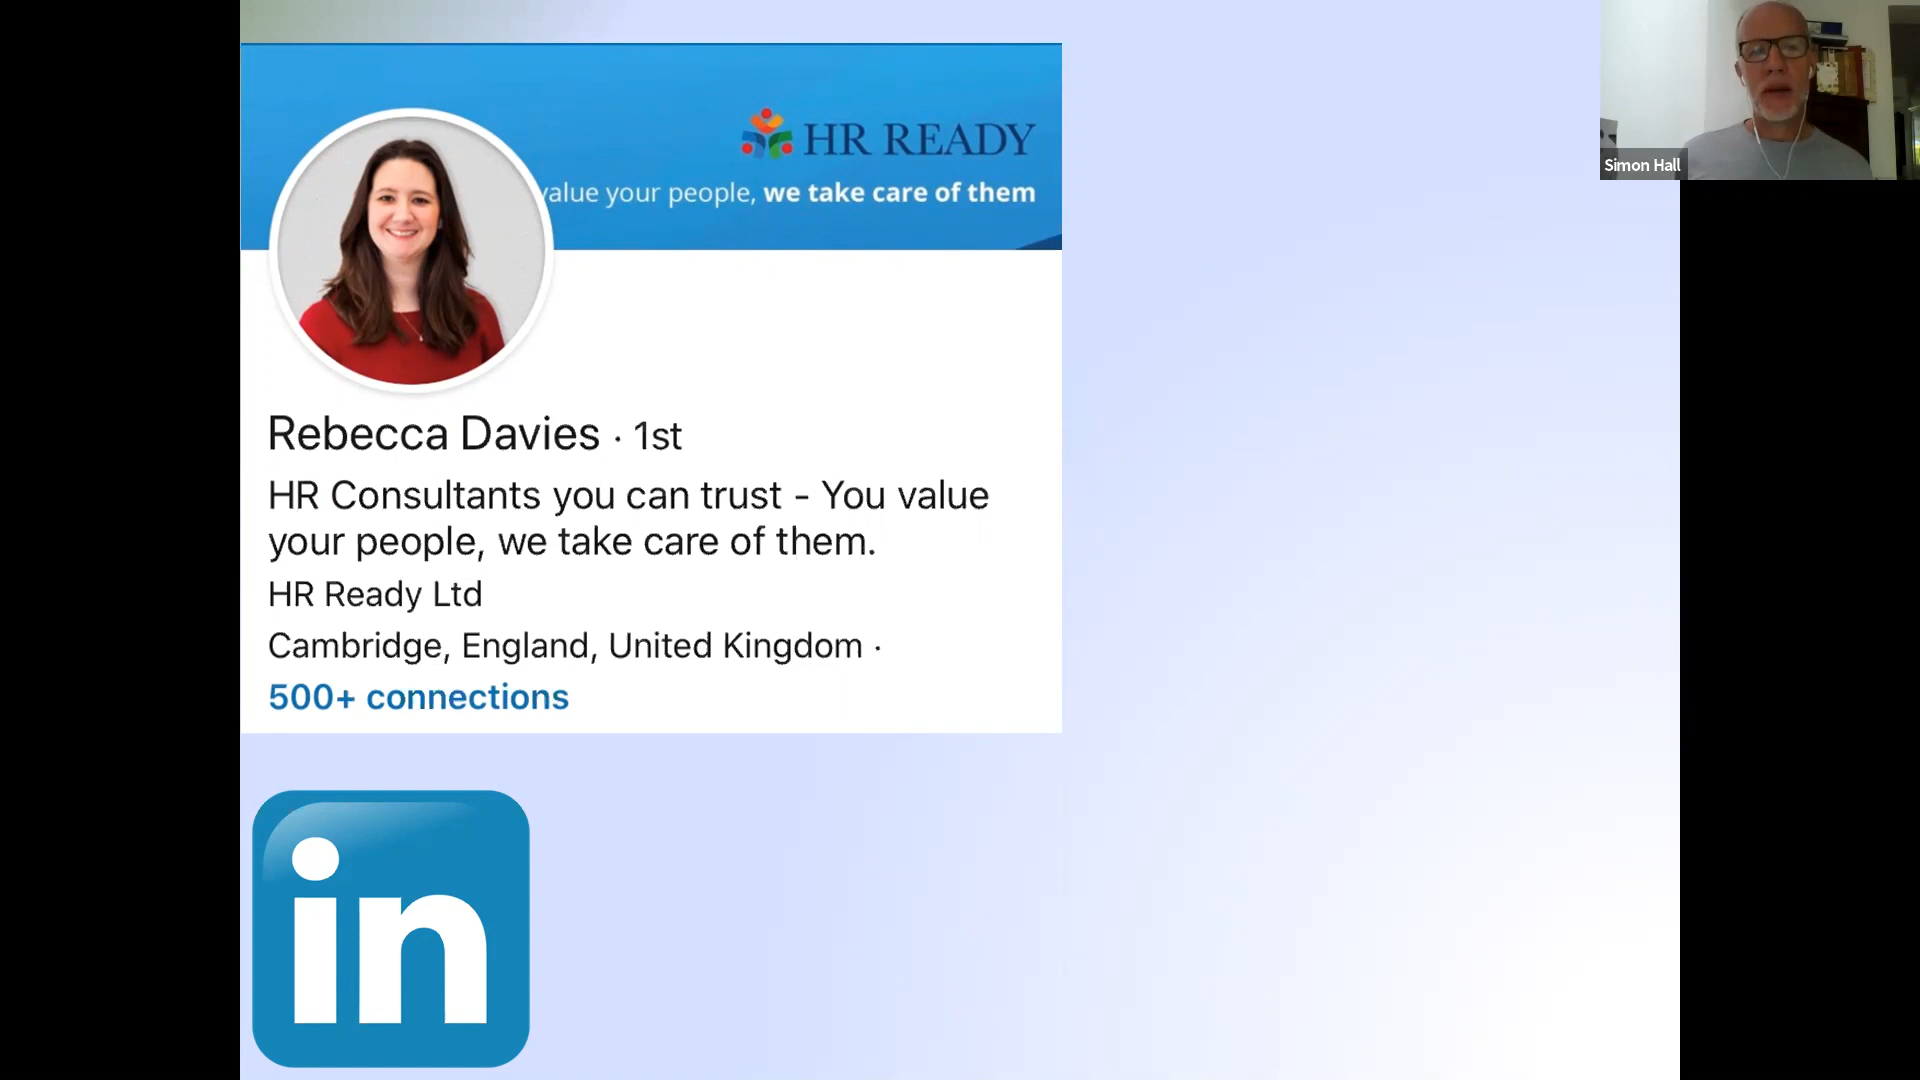 HR READY
value your people, we take care of them
Rebecca Davies · 1st
HR Consultants you can trust - You value
your people, we take care of them.
HR Ready Ltd
Cambridge, England, United Kingdom ·
500+ connections
in
Simon Hall